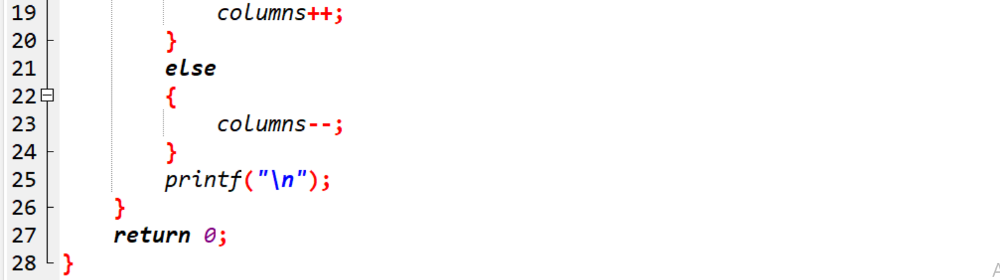 19 columns++;
20 }
21 else
22 {
23 columns--;
24 }
25 printf("\n");
26 }
27 return 0;
28 }